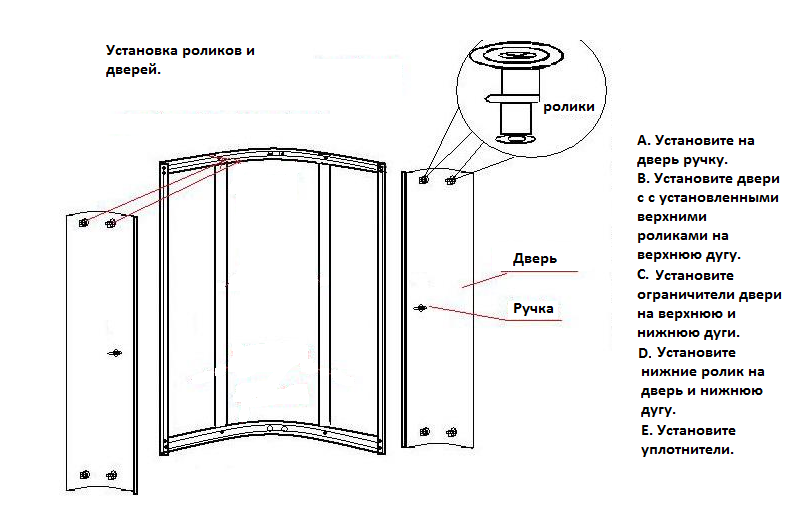 Установка роликов и
дверей.
ролики
А. Установите на
дверь ручку.
В. Установите двери
с с установленными
верхними
роликами на
верхнюю дугу.
С. Установите
ограничители двери
на верхнюю и
нижнюю дуги.
D. Установите
нижние ролик на
дверь и нижнюю
дугу.
Е. Установите
уплотнители.
Дверь
Ручка